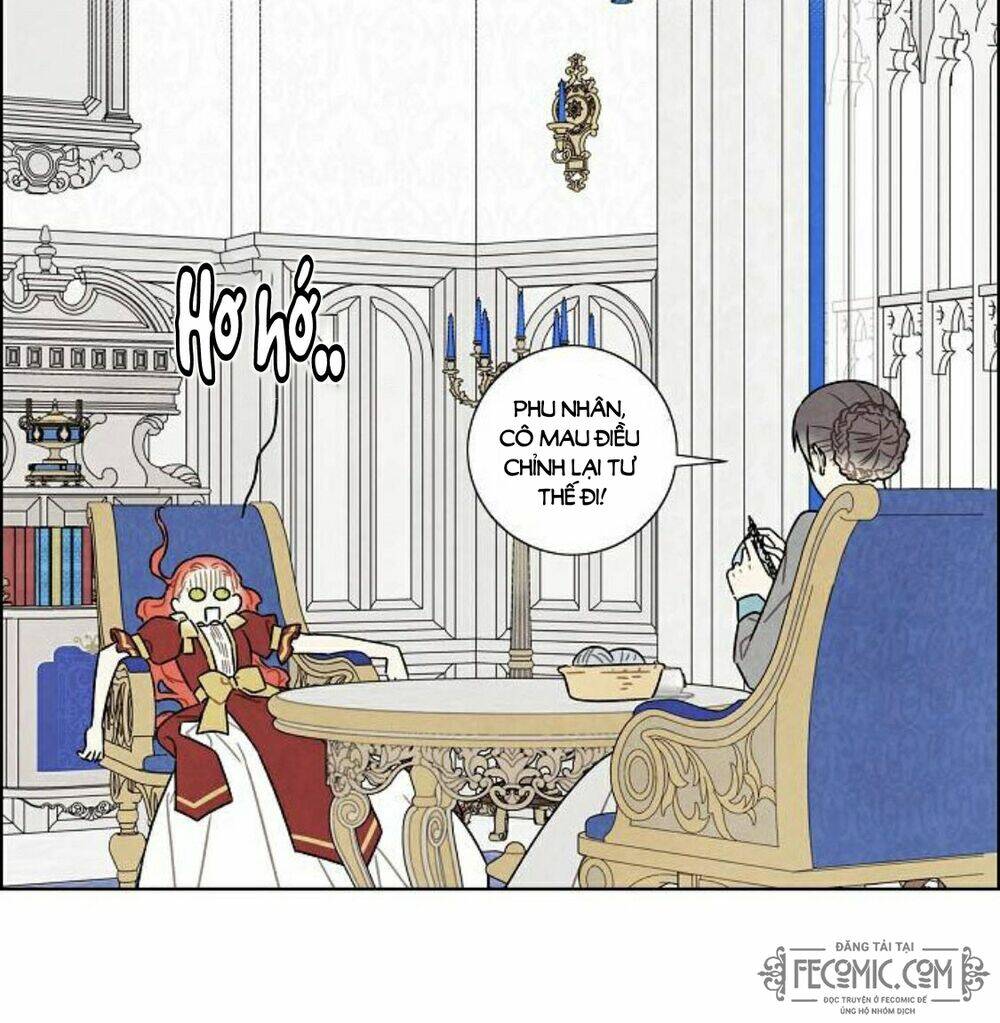 Hơ hớ..
PHU NHÂN,
CÔ MAU ĐIỀU
CHỈNH LẠI TƯ
THẾ ĐI!
ĐĂNG TẢI TẠI
FECOMIC.COM
ĐỌC TRUYỆN Ở FECOMIC ĐỂ
ỦNG HỘ NHÓM DỊCH